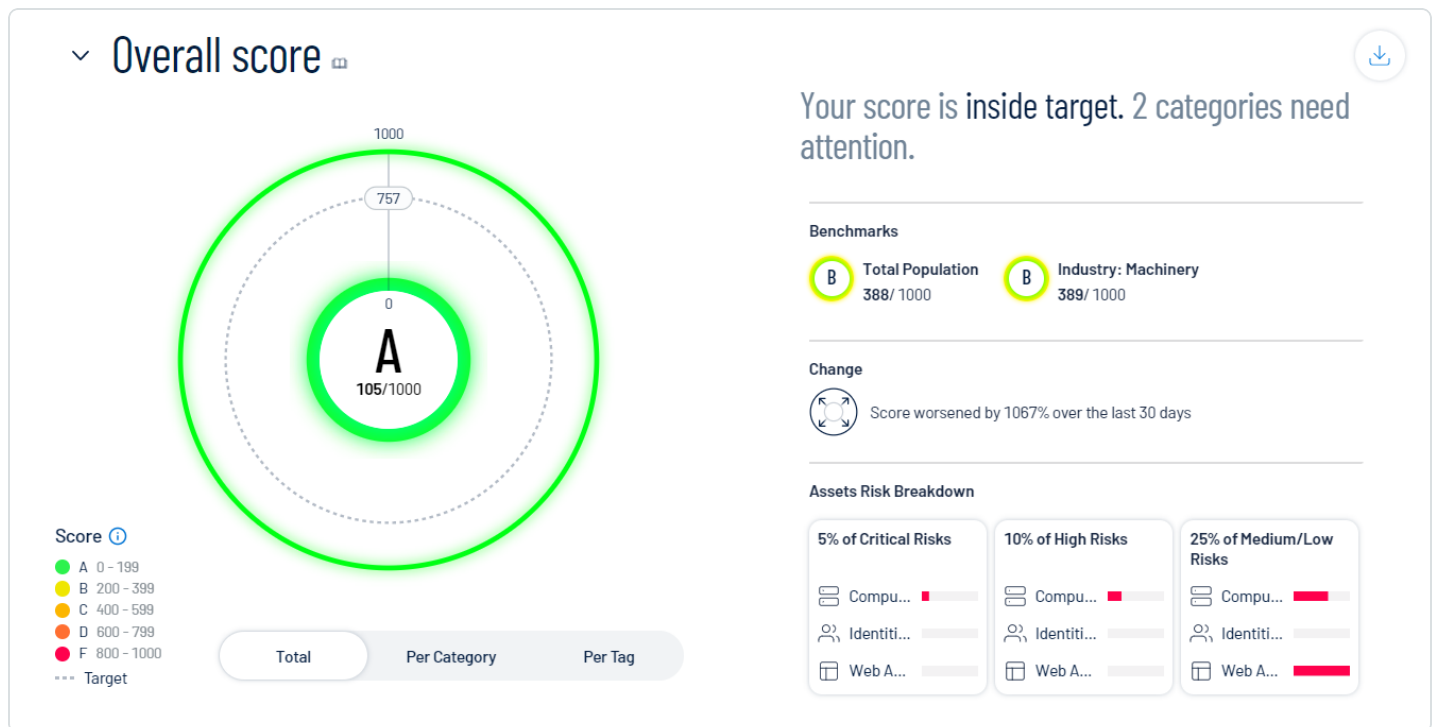 Overall score
Your score is inside target. 2 categories need
attention.
1000
757
0
A
105/1000
Benchmarks
B
Total Population
388/ 1000
B
Industry: Machinery
389/ 1000
Change
Score worsened by 1067% over the last 30 days
Assets Risk Breakdown
5% of Critical Risks
Compu...
Identiti...
Web A...
10% of High Risks
Compu...
Identiti...
Web A...
25% of Medium/Low
Risks
Compu...
Identiti...
Web A...
Score
A 0 - 199
B 200 - 399
C 400 - 599
D 600 - 799
F 800 - 1000
Target
Total
Per Category
Per Tag